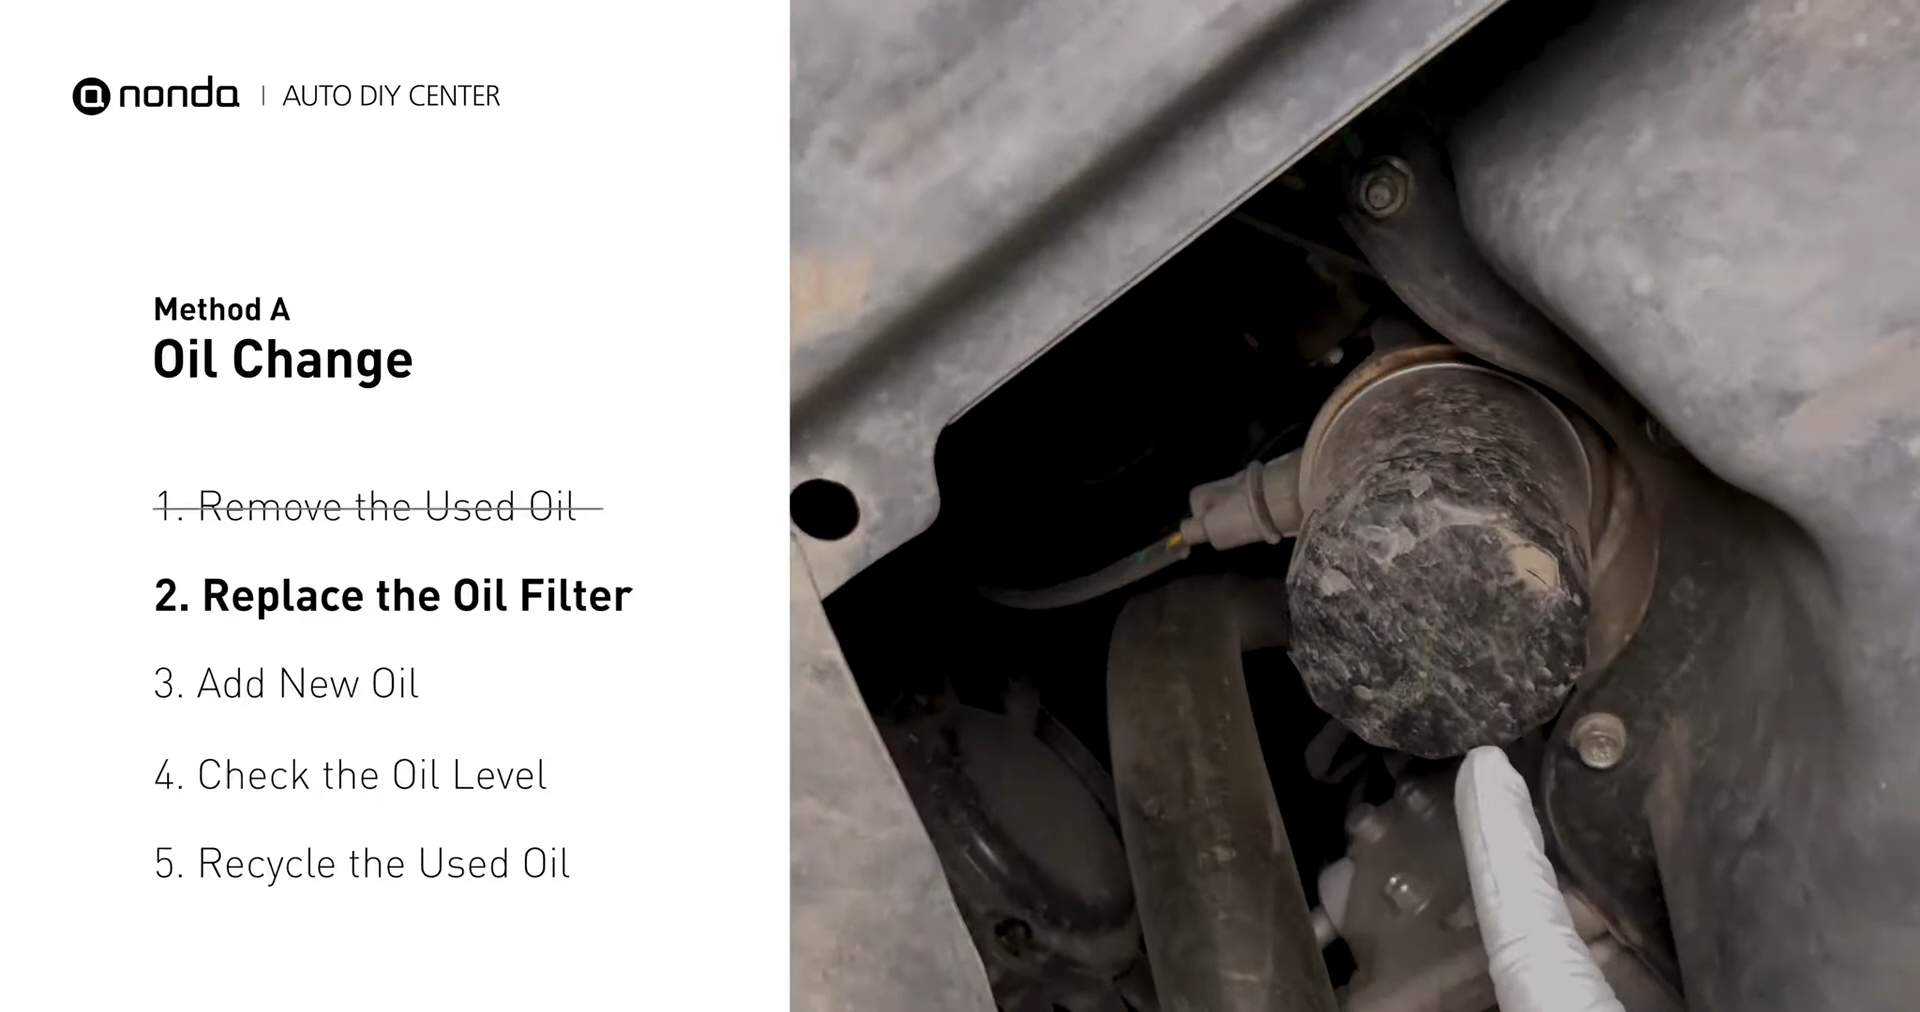 nonda | AUTO DIY CENTER
Method A
Oil Change
1. Remove the Used Oil
2. Replace the Oil Filter
3. Add New Oil
4. Check the Oil Level
5. Recycle the Used Oil